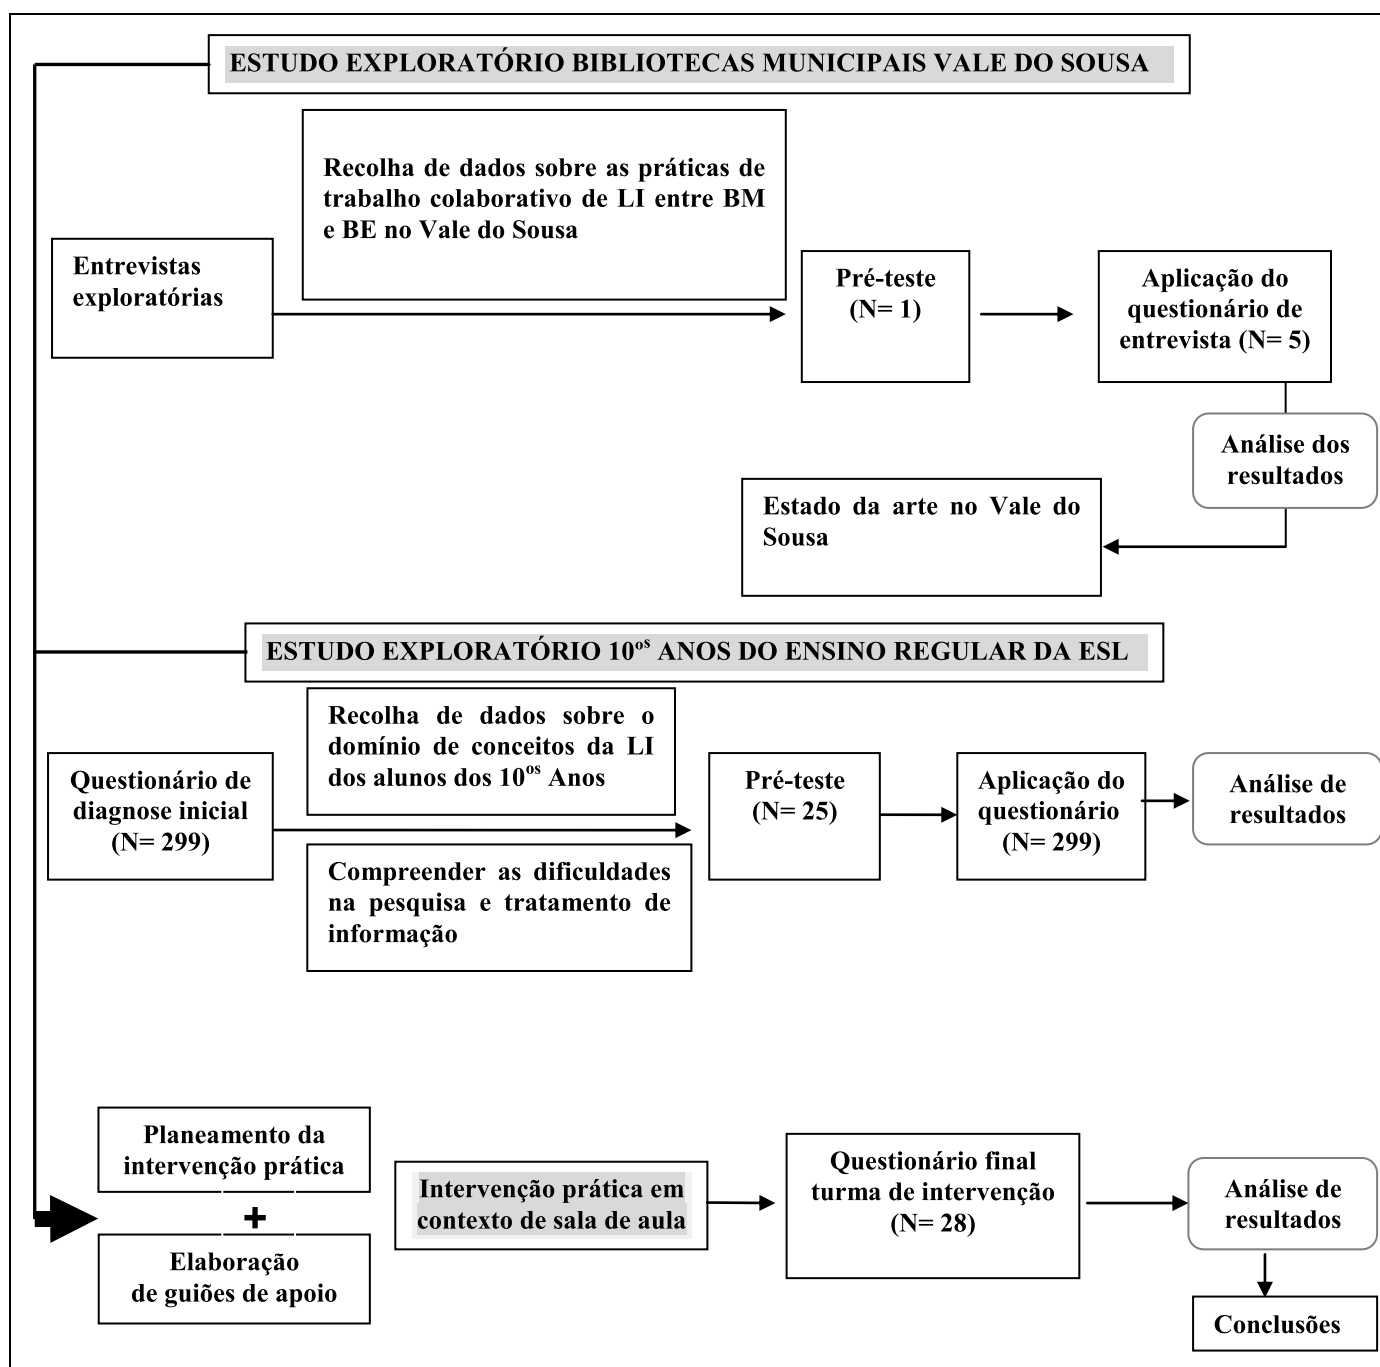 ESTUDO EXPLORATÓRIO BIBLIOTECAS MUNICIPAIS VALE DO SOUSA
Recolha de dados sobre as práticas de
trabalho colaborativo de LI entre BM
e BE no Vale do Sousa
Entrevistas
exploratórias
Pré-teste
(N= 1)
Aplicação do
questionário de
entrevista (N= 5)
Análise dos
resultados
Estado da arte no Vale do
Sousa
ESTUDO EXPLORATÓRIO 10ºˢ ANOS DO ENSINO REGULAR DA ESL
Recolha de dados sobre o
domínio de conceitos da LI
dos alunos dos 10ºˢ Anos
Questionário de
diagnose inicial
(N= 299)
Compreender as dificuldades
na pesquisa e tratamento de
informação
Pré-teste
(N= 25)
Aplicação do
questionário
(N= 299)
Análise de
resultados
Planeamento da
intervenção prática
+
Elaboração
de guiões de apoio
Intervenção prática em
contexto de sala de aula
Questionário final
turma de intervenção
(N= 28)
Análise de
resultados
Conclusões